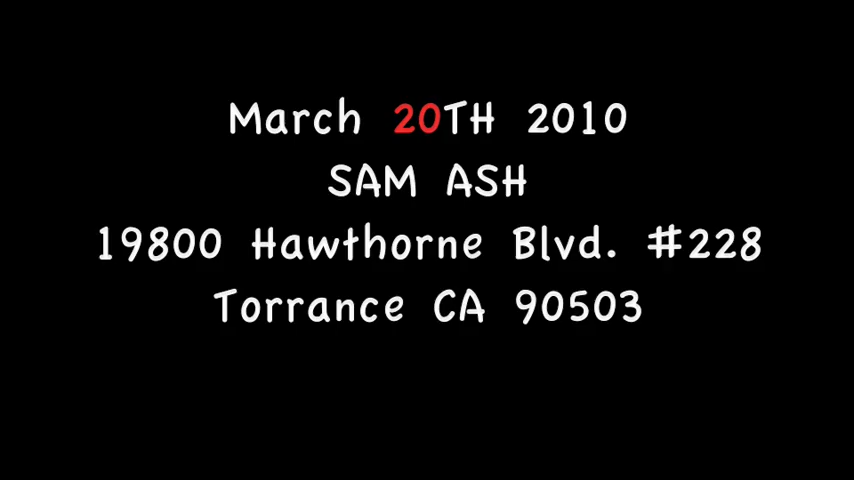 March 20TH 2010
SAM ASH
19800 Hawthorne Blvd. #228
Torrance CA 90503